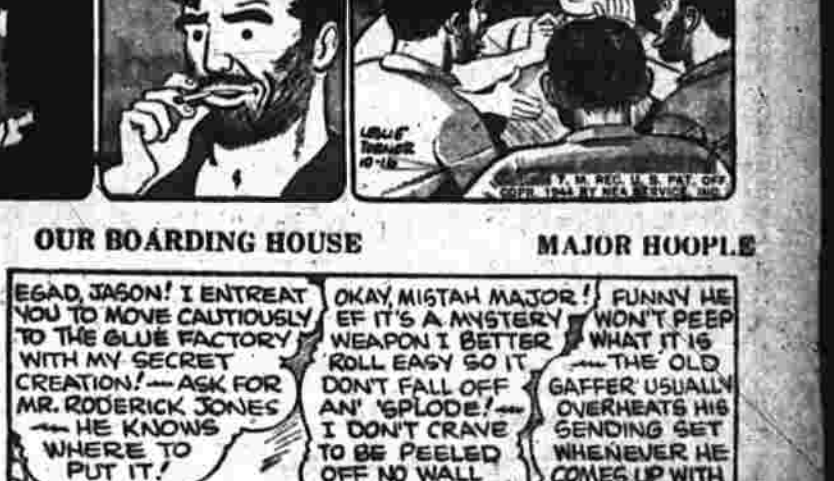 LESLIE
TURNER
10-16
T. M. REG. U. S. PAT. OFF.
COPR. 1944 BY NEA SERVICE, INC.
OUR BOARDING HOUSE
MAJOR HOOPLE
EGAD, JASON! I ENTREAT
YOU TO MOVE CAUTIOUSLY
TO THE GLUE FACTORY
WITH MY SECRET
CREATION! — ASK FOR
MR. RODERICK JONES
— HE KNOWS
WHERE TO
PUT IT!
OKAY, MISTAH MAJOR!
EF IT'S A MYSTERY
WEAPON I BETTER
ROLL EASY SO IT
DON'T FALL OFF
AN' 'SPLODE! —
I DON'T CRAVE
TO BE PEELED
OFF NO WALL
FUNNY HE
WON'T PEEP
WHAT IT IS
— THE OLD
GAFFER USUALLY
OVERHEATS HIS
SENDING SET
WHENEVER HE
COMES UP WITH